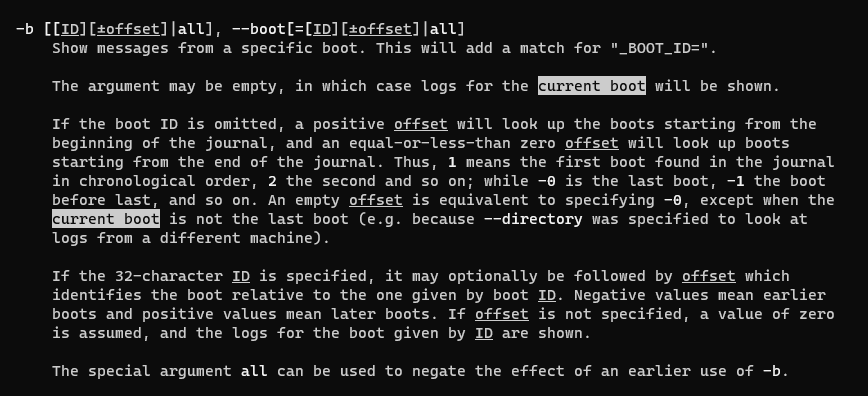 -b [[ID][±offset]|all], --boot[=[ID][±offset]|all]
Show messages from a specific boot. This will add a match for "_BOOT_ID=".
The argument may be empty, in which case logs for the current boot will be shown.
If the boot ID is omitted, a positive offset will look up the boots starting from the
beginning of the journal, and an equal-or-less-than zero offset will look up boots
starting from the end of the journal. Thus, 1 means the first boot found in the journal
in chronological order, 2 the second and so on; while -0 is the last boot, -1 the boot
before last, and so on. An empty offset is equivalent to specifying -0, except when the
current boot is not the last boot (e.g. because --directory was specified to look at
logs from a different machine).
If the 32-character ID is specified, it may optionally be followed by offset which
identifies the boot relative to the one given by boot ID. Negative values mean earlier
boots and positive values mean later boots. If offset is not specified, a value of zero
is assumed, and the logs for the boot given by ID are shown.
The special argument all can be used to negate the effect of an earlier use of -b.